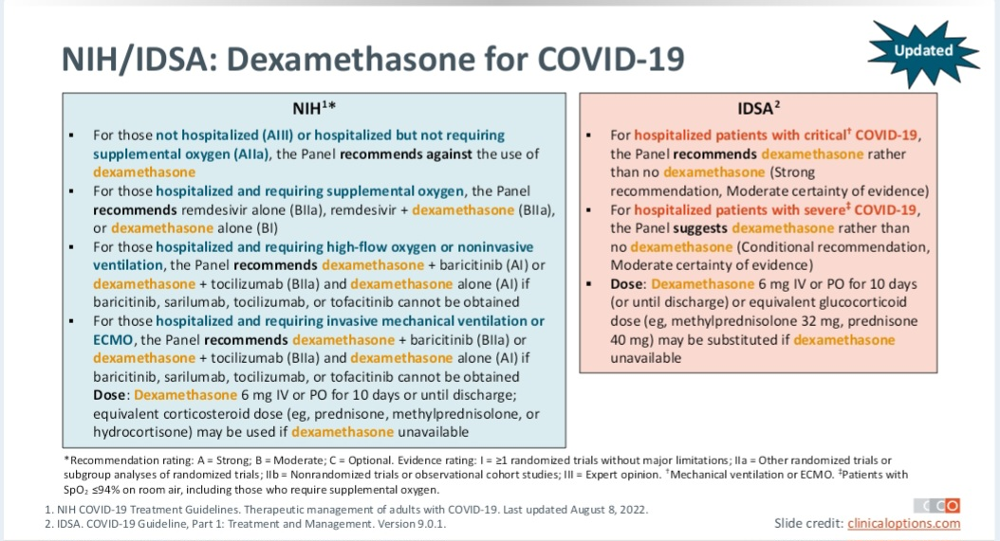 NIH/IDSA: Dexamethasone for COVID-19
Updated
NIH¹*
▪ For those not hospitalized (AIII) or hospitalized but not requiring
supplemental oxygen (AIIa), the Panel recommends against the use of
dexamethasone
▪ For those hospitalized and requiring supplemental oxygen, the Panel
recommends remdesivir alone (BIIa), remdesivir + dexamethasone (BIIa),
or dexamethasone alone (BI)
▪ For those hospitalized and requiring high-flow oxygen or noninvasive
ventilation, the Panel recommends dexamethasone + baricitinib (AI) or
dexamethasone + tocilizumab (BIIa) and dexamethasone alone (AI) if
baricitinib, sarilumab, tocilizumab, or tofacitinib cannot be obtained
▪ For those hospitalized and requiring invasive mechanical ventilation or
ECMO, the Panel recommends dexamethasone + baricitinib (BIIa) or
dexamethasone + tocilizumab (BIIa) and dexamethasone alone (AI) if
baricitinib, sarilumab, tocilizumab, or tofacitinib cannot be obtained
Dose: Dexamethasone 6 mg IV or PO for 10 days or until discharge;
equivalent corticosteroid dose (eg, prednisone, methylprednisolone, or
hydrocortisone) may be used if dexamethasone unavailable
IDSA²
▪ For hospitalized patients with critical† COVID-19,
the Panel recommends dexamethasone rather
than no dexamethasone (Strong
recommendation, Moderate certainty of evidence)
▪ For hospitalized patients with severe‡ COVID-19,
the Panel suggests dexamethasone rather than
no dexamethasone (Conditional recommendation,
Moderate certainty of evidence)
▪ Dose: Dexamethasone 6 mg IV or PO for 10 days
(or until discharge) or equivalent glucocorticoid
dose (eg, methylprednisolone 32 mg, prednisone
40 mg) may be substituted if dexamethasone
unavailable
*Recommendation rating: A = Strong; B = Moderate; C = Optional. Evidence rating: I = ≥1 randomized trials without major limitations; IIa = Other randomized trials or
subgroup analyses of randomized trials; IIb = Nonrandomized trials or observational cohort studies; III = Expert opinion. †Mechanical ventilation or ECMO. ‡Patients with
SpO₂ ≤94% on room air, including those who require supplemental oxygen.
1. NIH COVID-19 Treatment Guidelines. Therapeutic management of adults with COVID-19. Last updated August 8, 2022.
2. IDSA. COVID-19 Guideline, Part 1: Treatment and Management. Version 9.0.1.
CCO
Slide credit: clinicaloptions.com